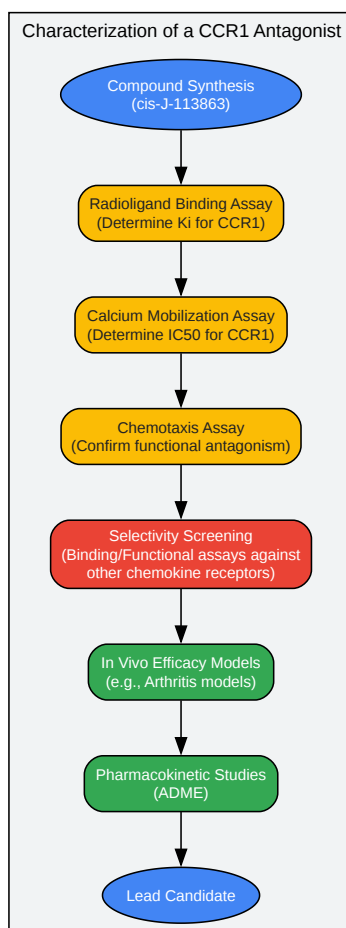 Characterization of a CCR1 Antagonist
Compound Synthesis
(cis-J-113863)
Radioligand Binding Assay
(Determine Ki for CCR1)
Calcium Mobilization Assay
(Determine IC50 for CCR1)
Chemotaxis Assay
(Confirm functional antagonism)
Selectivity Screening
(Binding/Functional assays against
other chemokine receptors)
In Vivo Efficacy Models
(e.g., Arthritis models)
Pharmacokinetic Studies
(ADME)
Lead Candidate